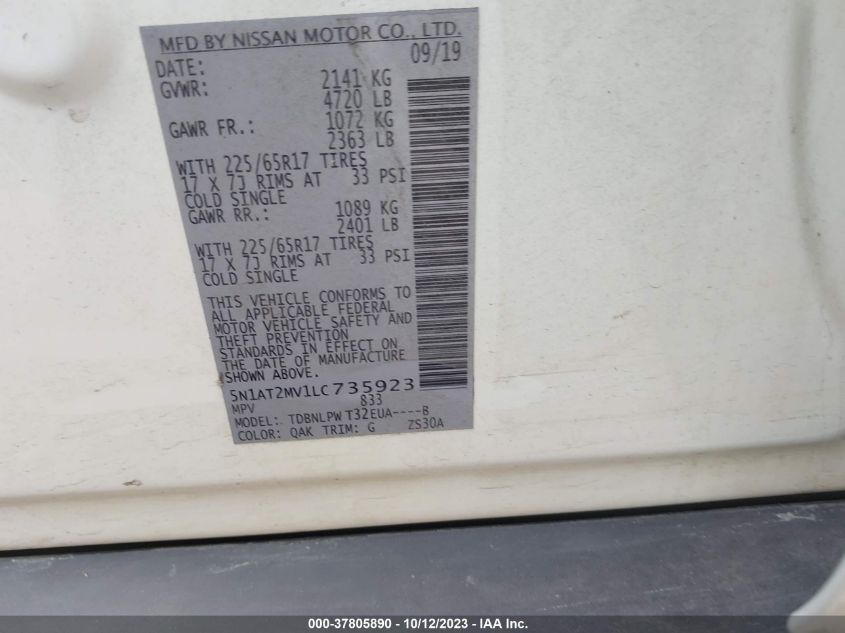 MFD BY NISSAN MOTOR CO., LTD.
DATE: 09/19
GVWR: 2141 KG
4720 LB
GAWR FR.: 1072 KG
2363 LB
WITH 225/65R17 TIRES
17 X 7J RIMS AT 33 PSI
COLD SINGLE
GAWR RR.: 1089 KG
2401 LB
WITH 225/65R17 TIRES
17 X 7J RIMS AT 33 PSI
COLD SINGLE
THIS VEHICLE CONFORMS TO
ALL APPLICABLE FEDERAL
MOTOR VEHICLE SAFETY AND
THEFT PREVENTION
STANDARDS IN EFFECT ON
THE DATE OF MANUFACTURE
SHOWN ABOVE.
5N1AT2MV1LC735923
MPV 833
MODEL: TDBNLPW T32EUA----B
COLOR: QAK TRIM: G ZS30A
000-37805890 - 10/12/2023 - IAA Inc.